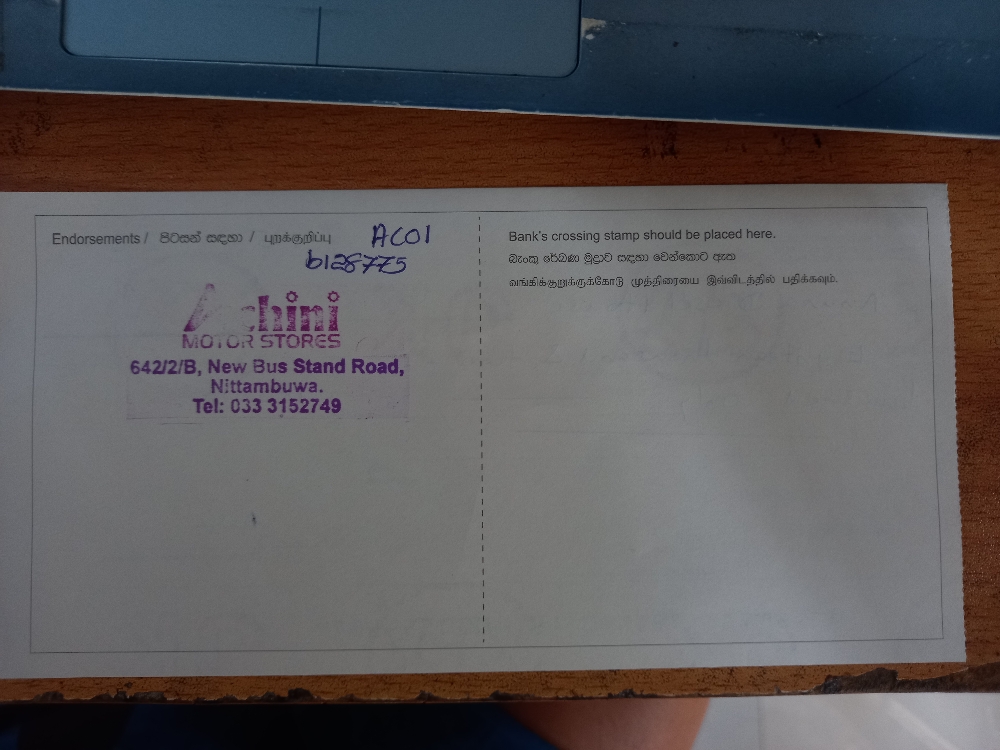 Endorsements / පිටසන් සඳහා / புறக்குறிப்பு AC01
6128775
Achini
MOTOR STORES
642/2/B, New Bus Stand Road,
Nittambuwa.
Tel: 033 3152749
Bank's crossing stamp should be placed here.
බැංකු රේඛණ මුද්‍රාව සඳහා වෙන්කොට ඇත
வங்கிக்குறுக்குக்கோடு முத்திரையை இவ்விடத்தில் பதிக்கவும்.